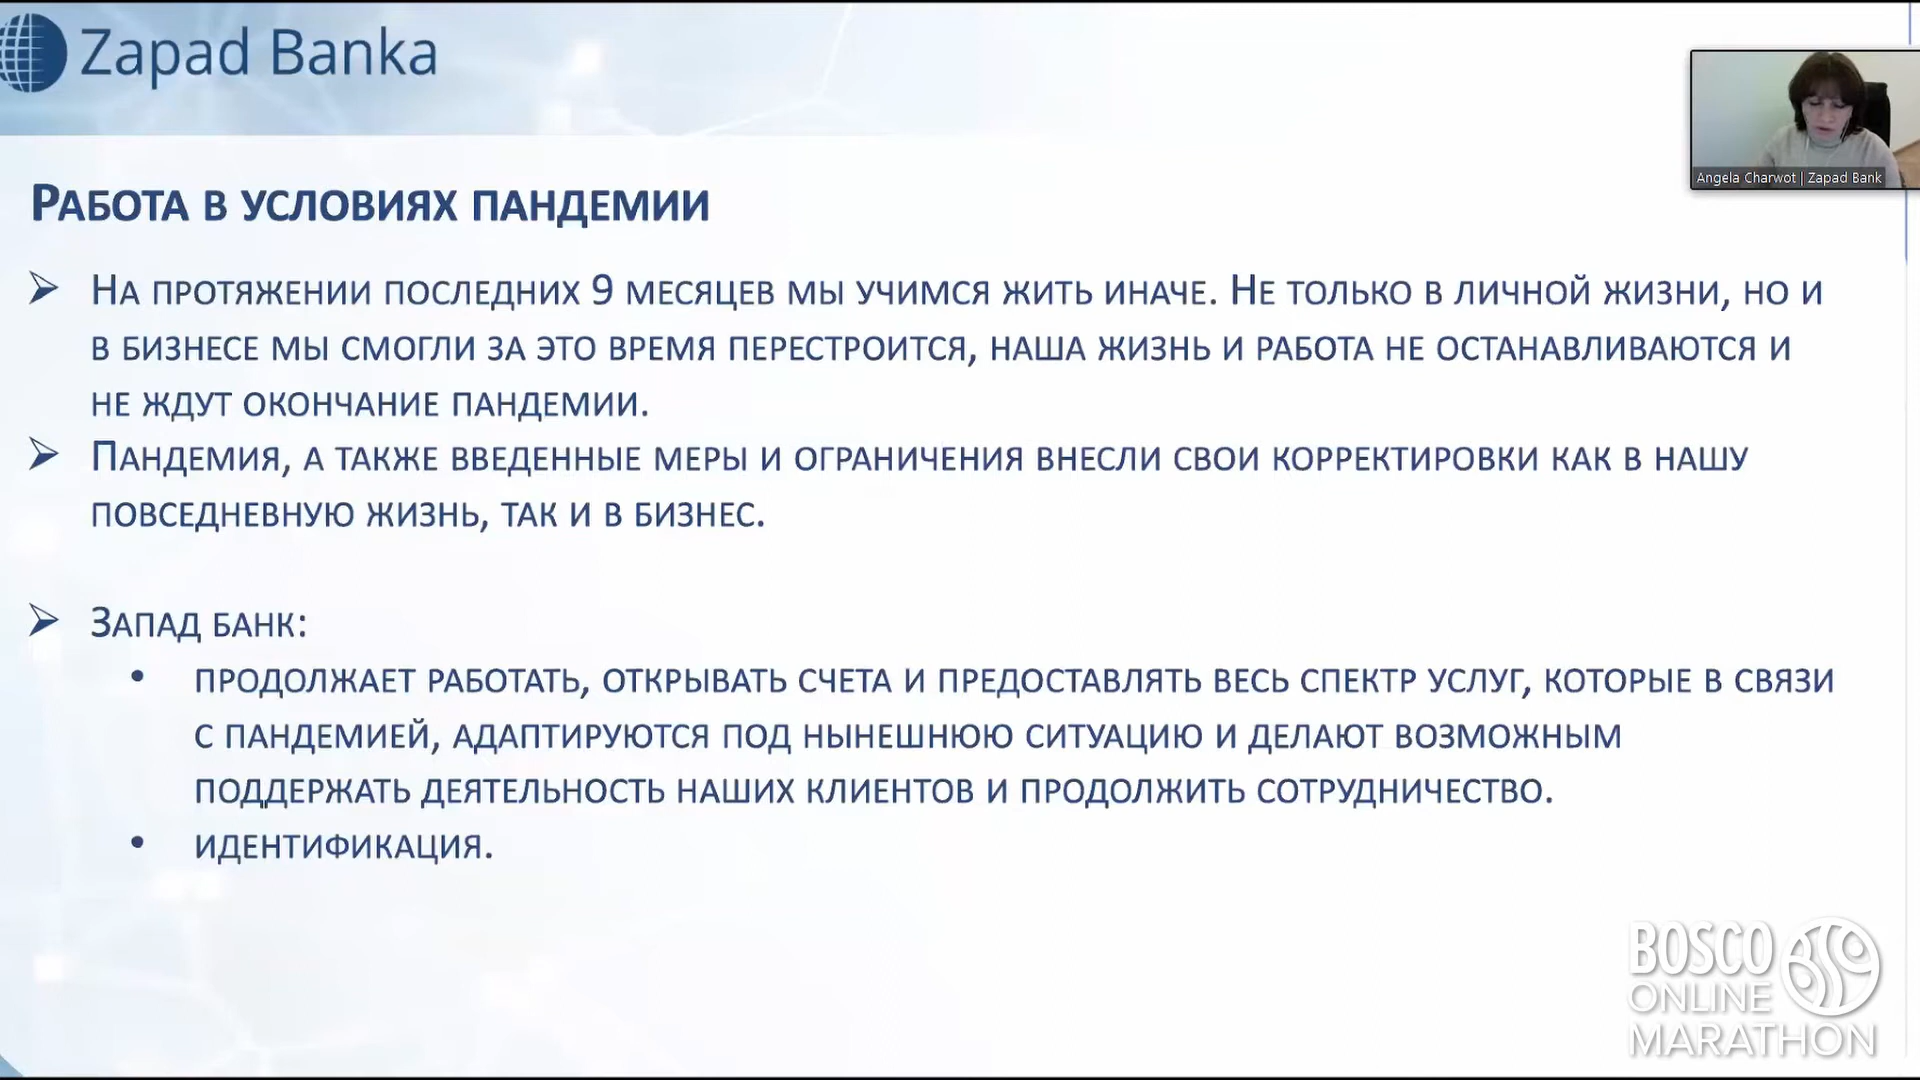 Zapad Banka
Angela Charwot | Zapad Bank
РАБОТА В УСЛОВИЯХ ПАНДЕМИИ
НА ПРОТЯЖЕНИИ ПОСЛЕДНИХ 9 МЕСЯЦЕВ МЫ УЧИМСЯ ЖИТЬ ИНАЧЕ. НЕ ТОЛЬКО В ЛИЧНОЙ ЖИЗНИ, НО И
В БИЗНЕСЕ МЫ СМОГЛИ ЗА ЭТО ВРЕМЯ ПЕРЕСТРОИТСЯ, НАША ЖИЗНЬ И РАБОТА НЕ ОСТАНАВЛИВАЮТСЯ И
НЕ ЖДУТ ОКОНЧАНИЕ ПАНДЕМИИ.
ПАНДЕМИЯ, А ТАКЖЕ ВВЕДЕННЫЕ МЕРЫ И ОГРАНИЧЕНИЯ ВНЕСЛИ СВОИ КОРРЕКТИРОВКИ КАК В НАШУ
ПОВСЕДНЕВНУЮ ЖИЗНЬ, ТАК И В БИЗНЕС.
ЗАПАД БАНК:
ПРОДОЛЖАЕТ РАБОТАТЬ, ОТКРЫВАТЬ СЧЕТА И ПРЕДОСТАВЛЯТЬ ВЕСЬ СПЕКТР УСЛУГ, КОТОРЫЕ В СВЯЗИ
С ПАНДЕМИЕЙ, АДАПТИРУЮТСЯ ПОД НЫНЕШНЮЮ СИТУАЦИЮ И ДЕЛАЮТ ВОЗМОЖНЫМ
ПОДДЕРЖАТЬ ДЕЯТЕЛЬНОСТЬ НАШИХ КЛИЕНТОВ И ПРОДОЛЖИТЬ СОТРУДНИЧЕСТВО.
ИДЕНТИФИКАЦИЯ.
BOSCO
ONLINE
MARATHON